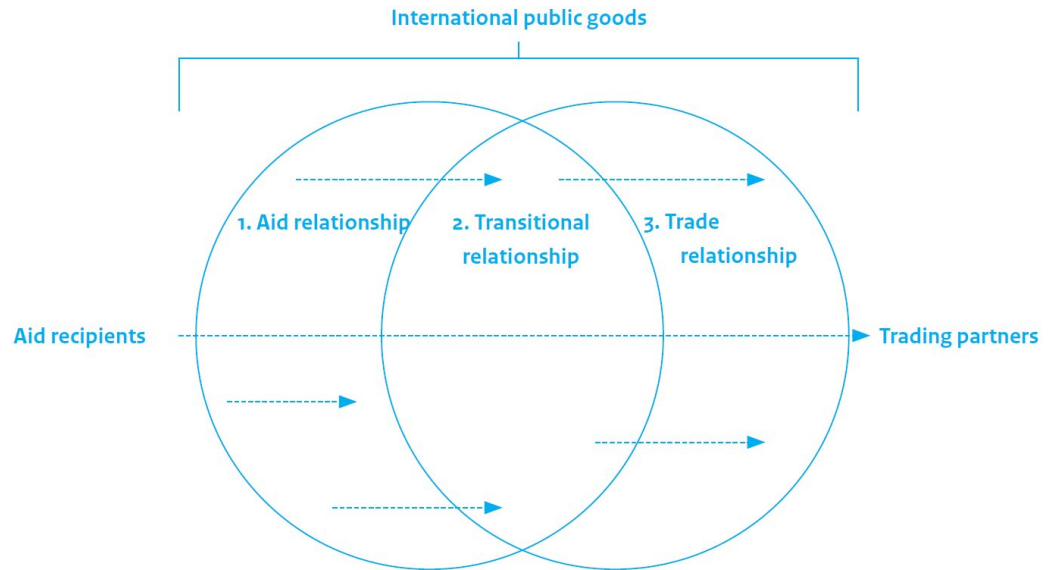 International public goods
1. Aid relationship
2. Transitional
relationship
3. Trade
relationship
Aid recipients
Trading partners